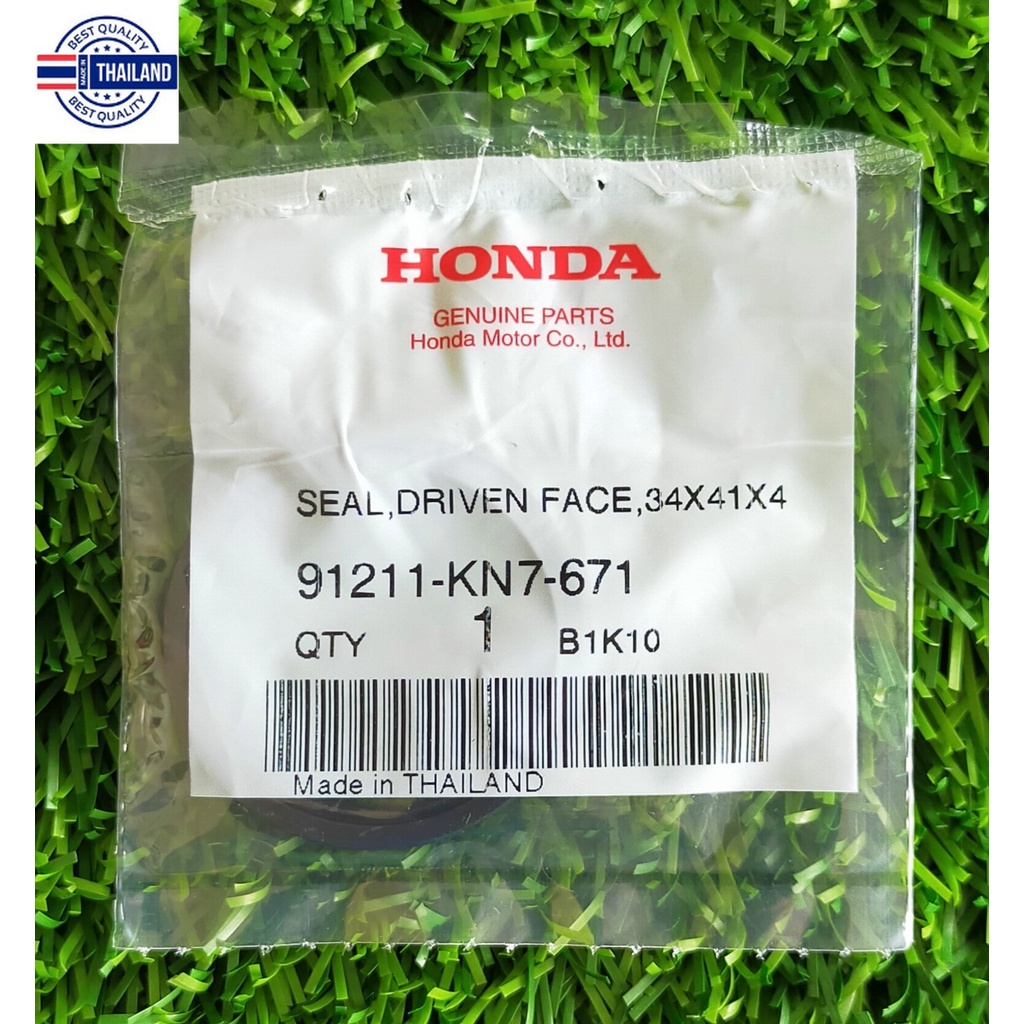 BEST QUALITY
MADE IN
THAILAND
BEST QUALITY
HONDA
GENUINE PARTS
Honda Motor Co., Ltd.
SEAL,DRIVEN FACE,34X41X4
91211-KN7-671
QTY 1 B1K10
Made in THAILAND